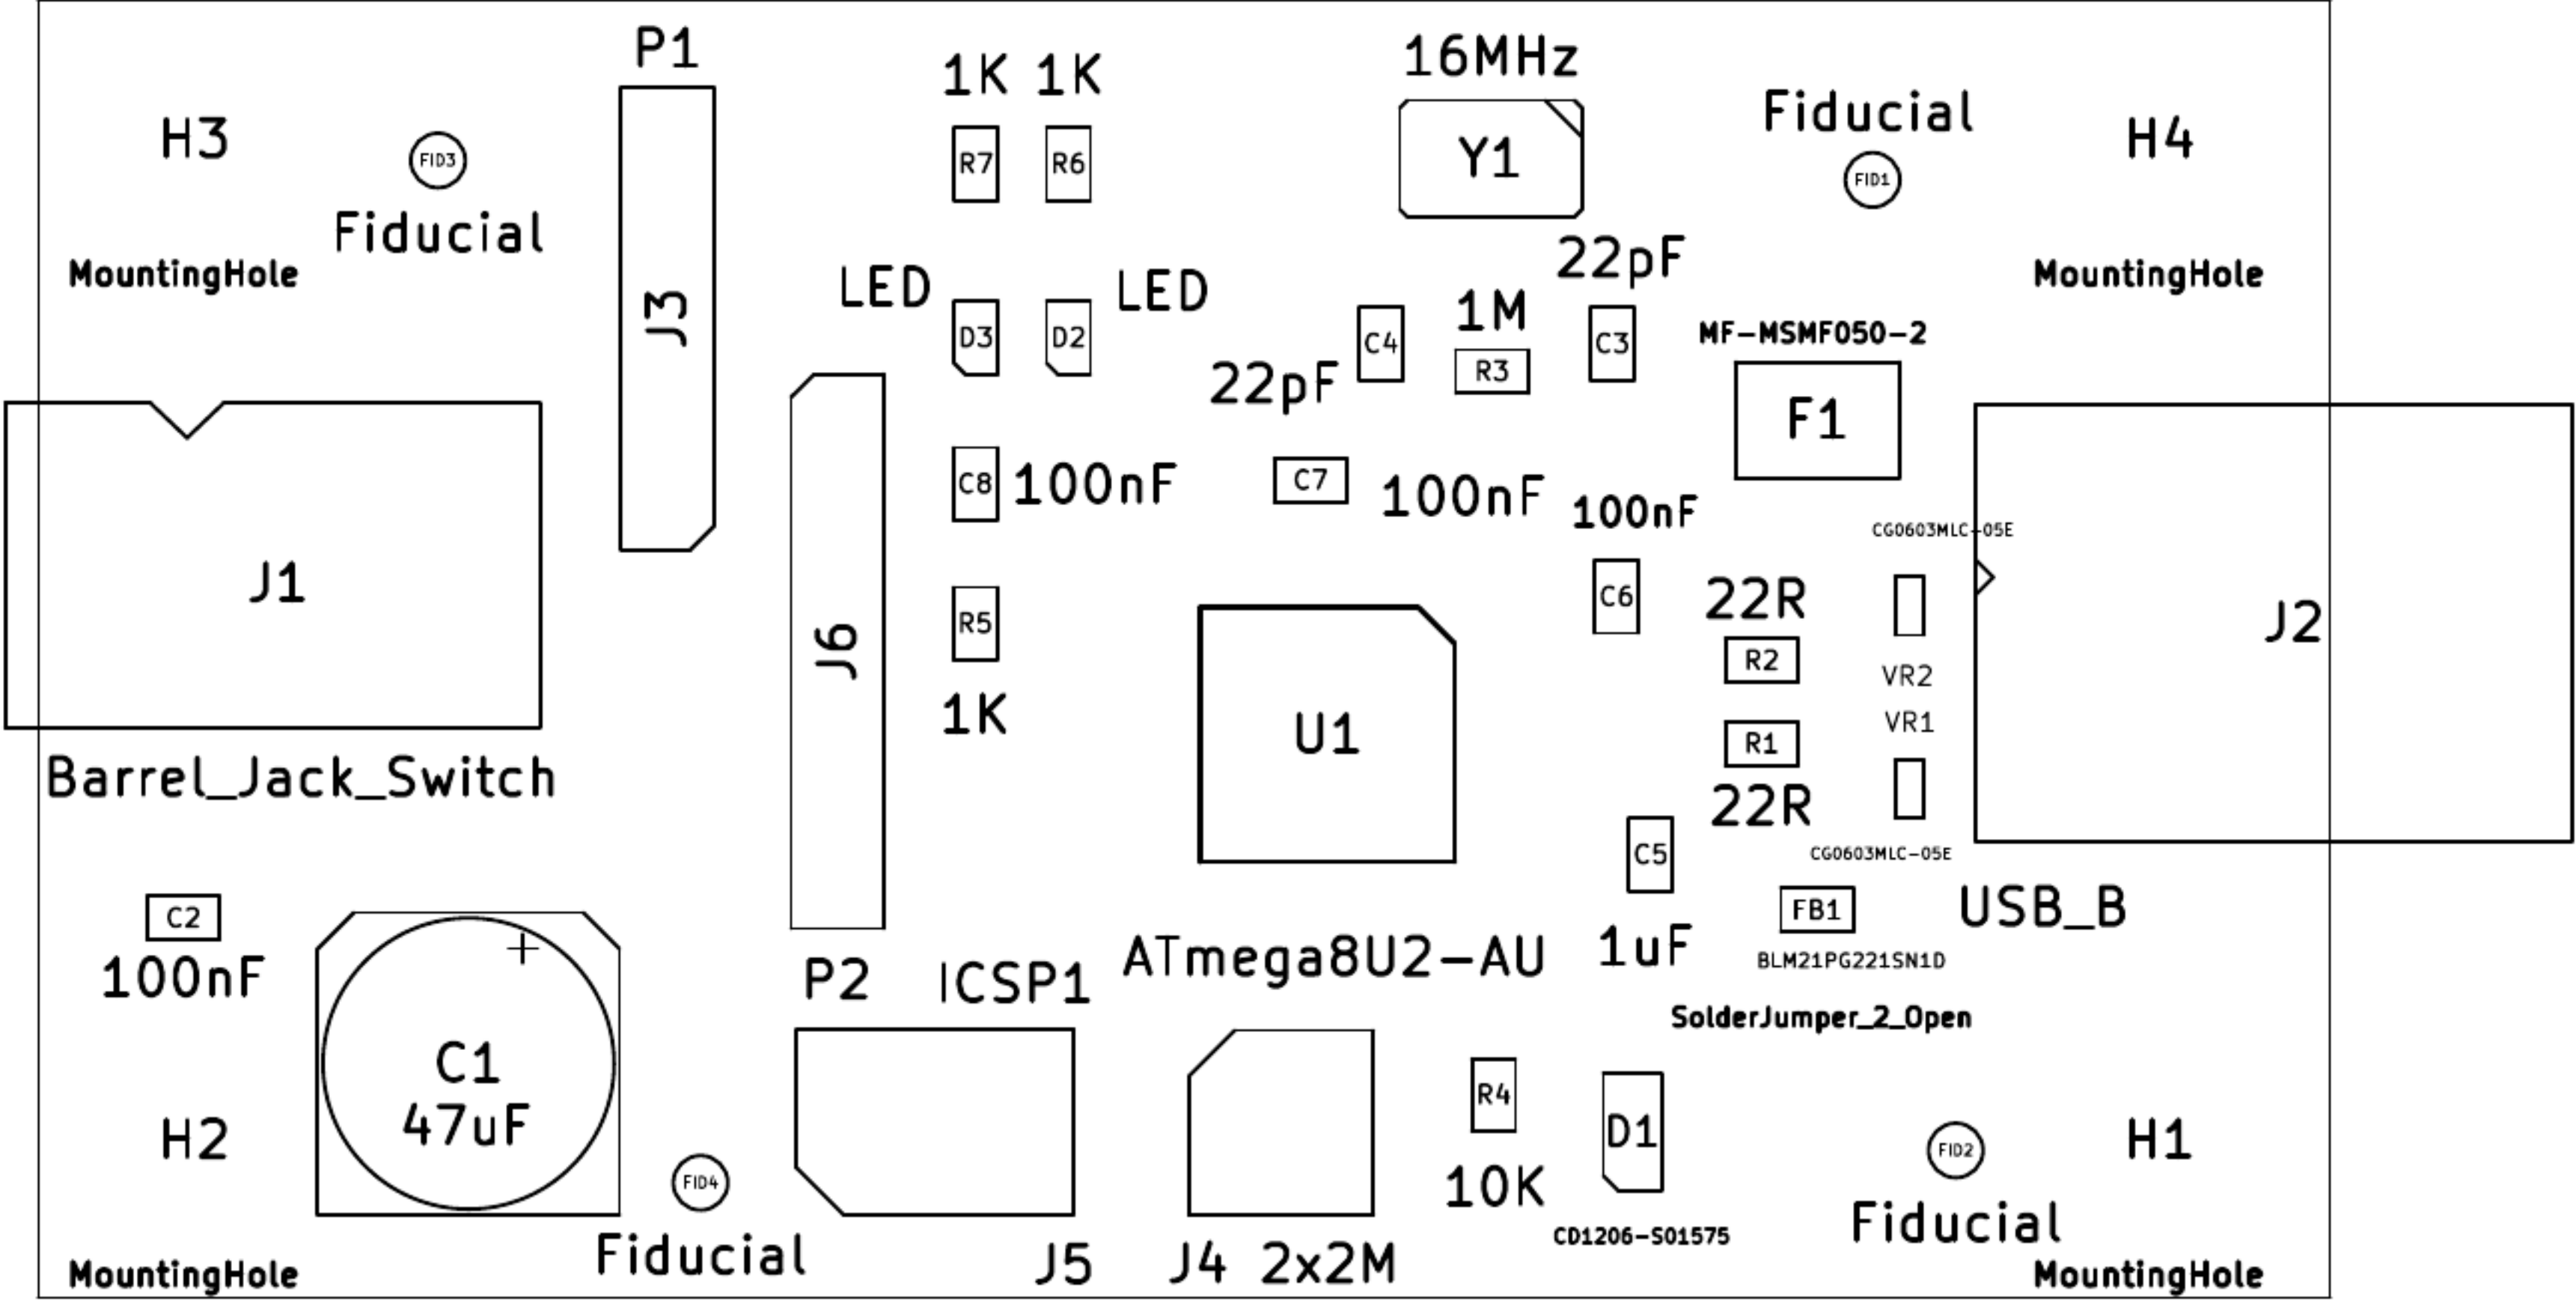 P1
16MHz
1K 1K
Fiducial
H3
H4
Y1
FID3
R7
R6
FID1
Fiducial
22pF
MountingHole
MountingHole
LED
LED
J3
1M
MF-MSMF050-2
D3
D2
C4
C3
R3
22pF
F1
C8
100nF
C7
100nF
100nF
CG0603MLC-05E
J1
C6
22R
R5
J6
J2
R2
VR2
1K
U1
VR1
R1
Barrel_Jack_Switch
22R
C5
CG0603MLC-05E
C2
FB1
USB_B
100nF
P2
ICSP1
ATmega8U2-AU
1uF
BLM21PG221SN1D
SolderJumper_2_Open
C1
47uF
R4
D1
H2
H1
FID2
FID4
10K
Fiducial
CD1206-S01575
Fiducial
J5
J4 2x2M
MountingHole
MountingHole